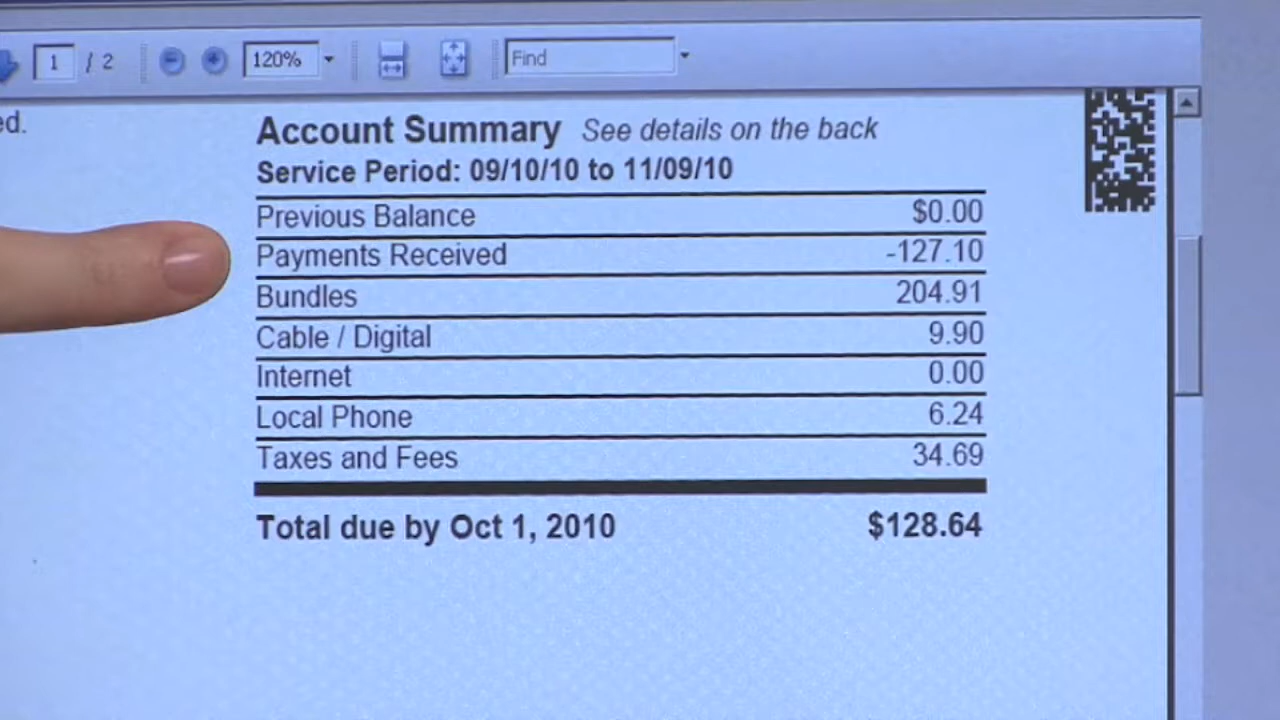 1 / 2 120% Find
ed.
Account Summary See details on the back
Service Period: 09/10/10 to 11/09/10
Previous Balance $0.00
Payments Received -127.10
Bundles 204.91
Cable / Digital 9.90
Internet 0.00
Local Phone 6.24
Taxes and Fees 34.69
Total due by Oct 1, 2010 $128.64